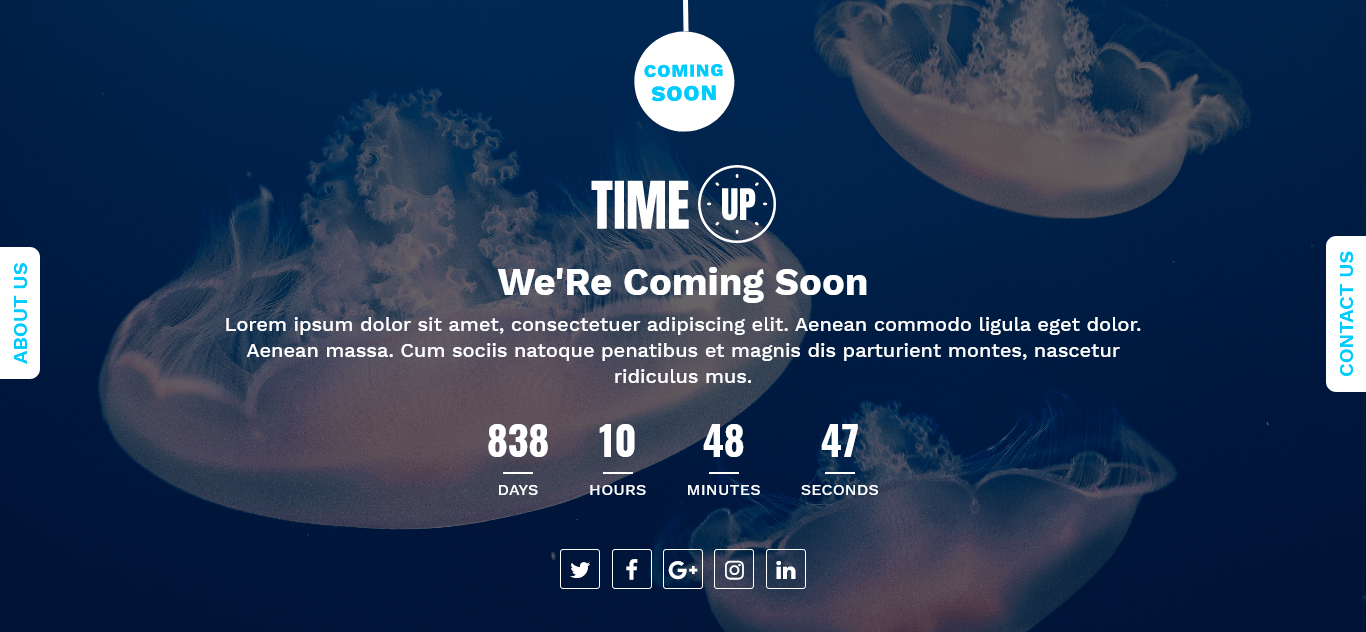 COMING
SOON
TIME UP
We'Re Coming Soon
Lorem ipsum dolor sit amet, consectetuer adipiscing elit. Aenean commodo ligula eget dolor.
Aenean massa. Cum sociis natoque penatibus et magnis dis parturient montes, nascetur
ridiculus mus.
838 10 48 47
DAYS HOURS MINUTES SECONDS
ABOUT US
CONTACT US